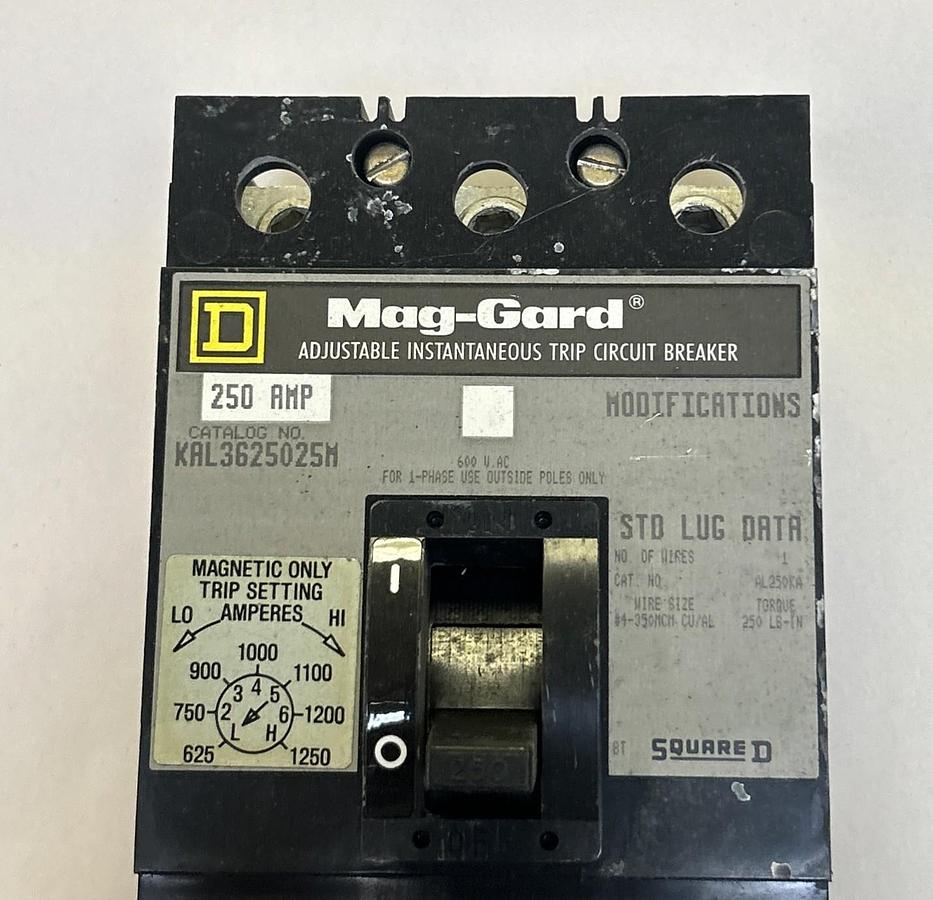 D
Mag-Gard®
ADJUSTABLE INSTANTANEOUS TRIP CIRCUIT BREAKER
250 AMP
MODIFICATIONS
CATALOG NO.
KAL3625025M
600 V.AC
FOR 1-PHASE USE OUTSIDE POLES ONLY
STD LUG DATA
NO. OF WIRES 1
CAT. NO. AL250KA
WIRE SIZE TORQUE
#4-350MCM CU/AL 250 LB-IN
MAGNETIC ONLY
TRIP SETTING
LO AMPERES HI
1000
900 1100
3 4 5
750 2 6 1200
L H
625 1250
I
O
250
ON
OFF
SQUARE D